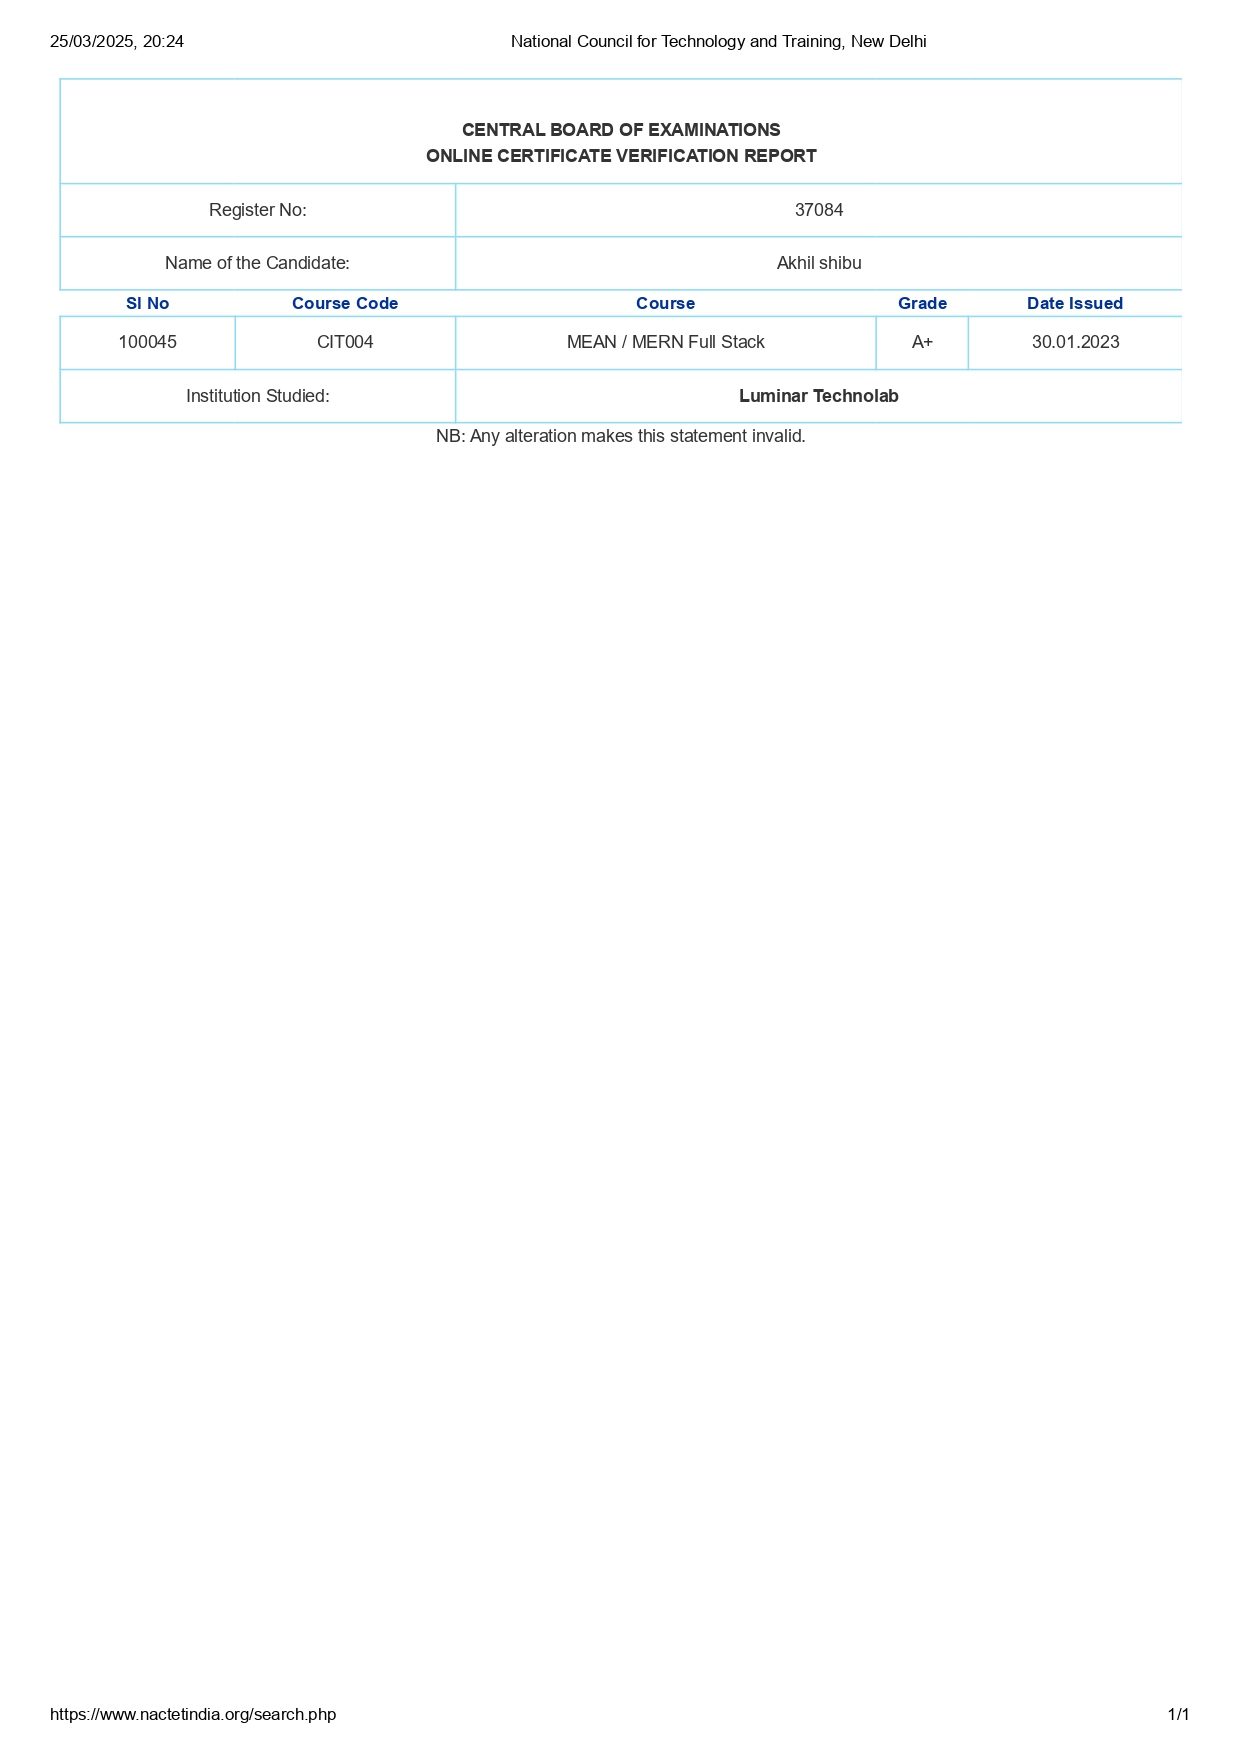 25/03/2025, 20:24 National Council for Technology and Training, New Delhi
CENTRAL BOARD OF EXAMINATIONS
ONLINE CERTIFICATE VERIFICATION REPORT
Register No: 37084
Name of the Candidate: Akhil shibu
Sl No Course Code Course Grade Date Issued
100045 CIT004 MEAN / MERN Full Stack A+ 30.01.2023
Institution Studied: Luminar Technolab
NB: Any alteration makes this statement invalid.
https://www.nactetindia.org/search.php 1/1